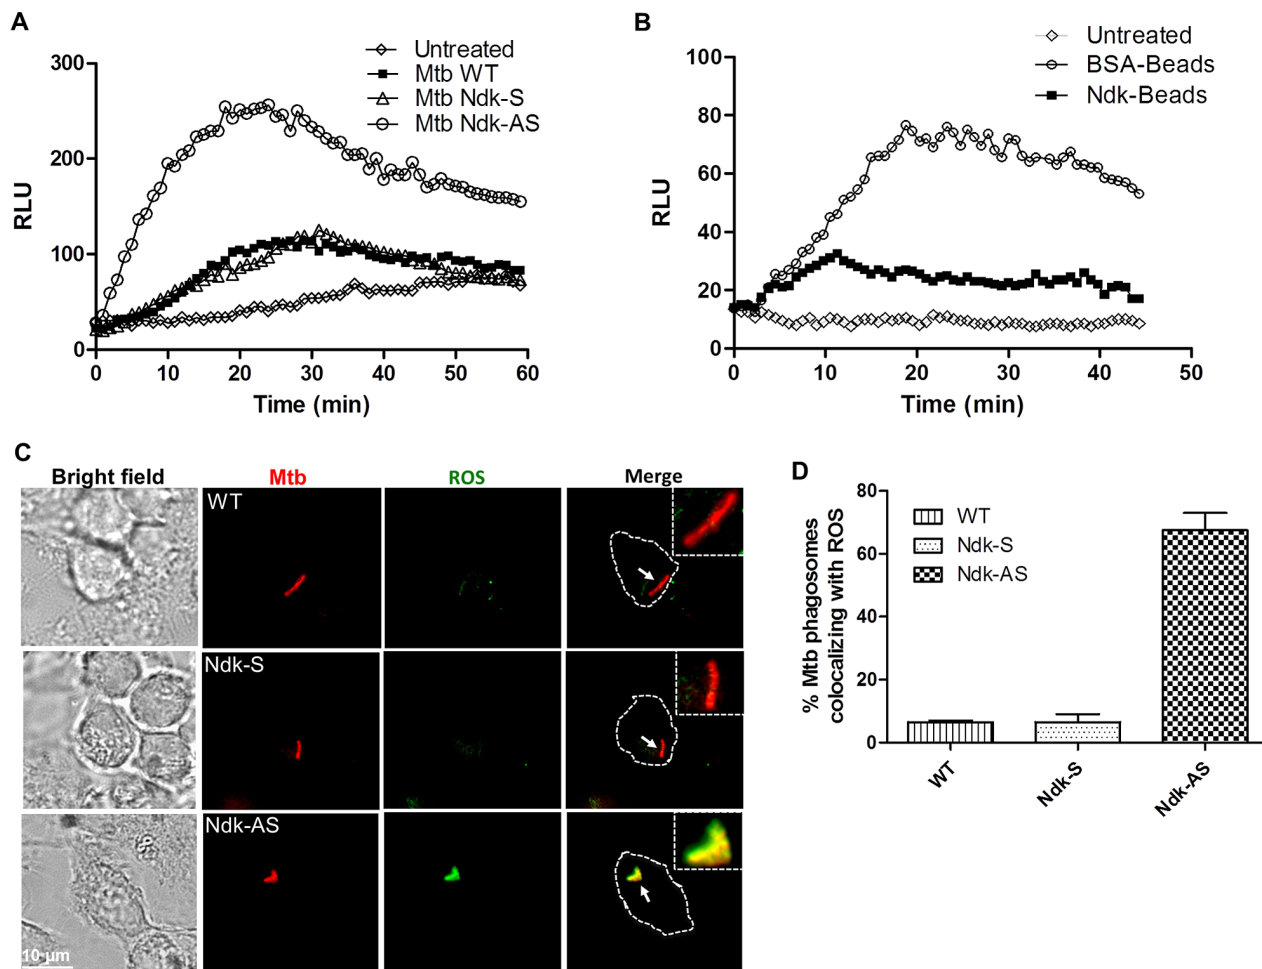 A
Untreated
Mtb WT
Mtb Ndk-S
Mtb Ndk-AS
300
200
100
0
RLU
0 10 20 30 40 50 60
Time (min)
B
Untreated
BSA-Beads
Ndk-Beads
100
80
60
40
20
0
RLU
0 10 20 30 40 50
Time (min)
C
Bright field Mtb ROS Merge
WT
Ndk-S
Ndk-AS
10 µm
D
WT
Ndk-S
Ndk-AS
80
60
40
20
0
% Mtb phagosomes
colocalizing with ROS
WT Ndk-S Ndk-AS